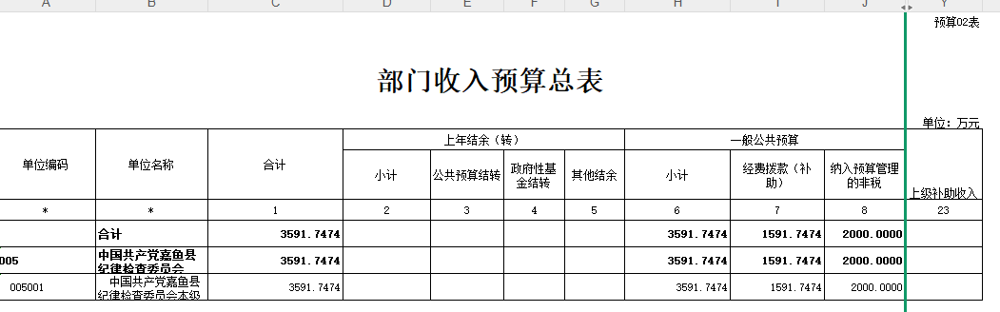 A B C D E F G H I J Y
预算02表
部门收入预算总表
单位：万元
单位编码 单位名称 合计 上年结余（转） 一般公共预算 上级补助收入
小计 公共预算结转 政府性基
金结转 其他结余 小计 经费拨款（补
助） 纳入预算管理
的非税
* * 1 2 3 4 5 6 7 8 23
合计 3591.7474 3591.7474 1591.7474 2000.0000
005 中国共产党嘉鱼县
纪律检查委员会 3591.7474 3591.7474 1591.7474 2000.0000
005001 中国共产党嘉鱼县
纪律检查委员会本级 3591.7474 3591.7474 1591.7474 2000.0000